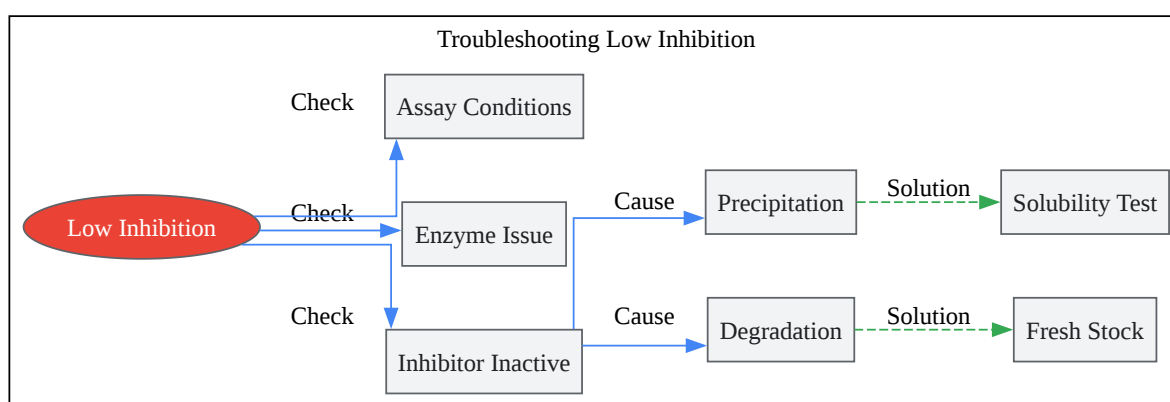 Troubleshooting Low Inhibition
Check
Assay Conditions
Low Inhibition
Check
Enzyme Issue
Check
Inhibitor Inactive
Cause
Precipitation
Solution
Solubility Test
Cause
Degradation
Solution
Fresh Stock